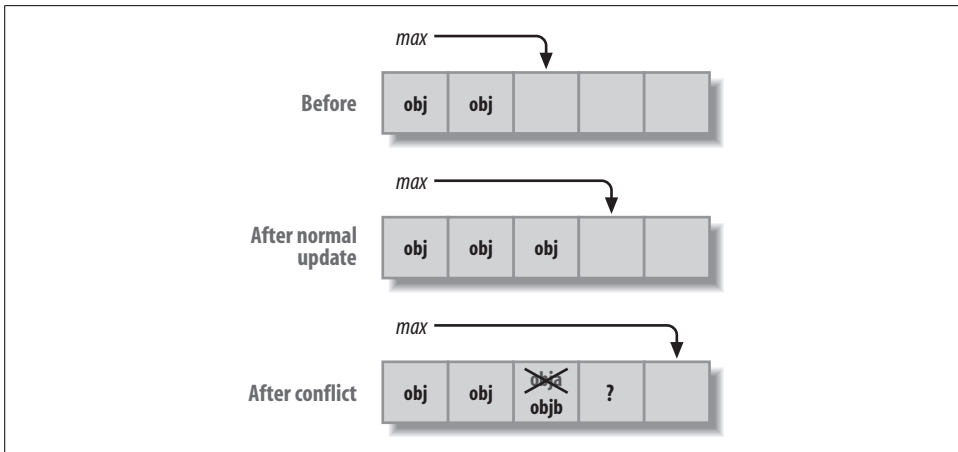 max
Before obj obj
max
After normal
update
obj obj obj
max
After conflict obj obj obja
objb ?